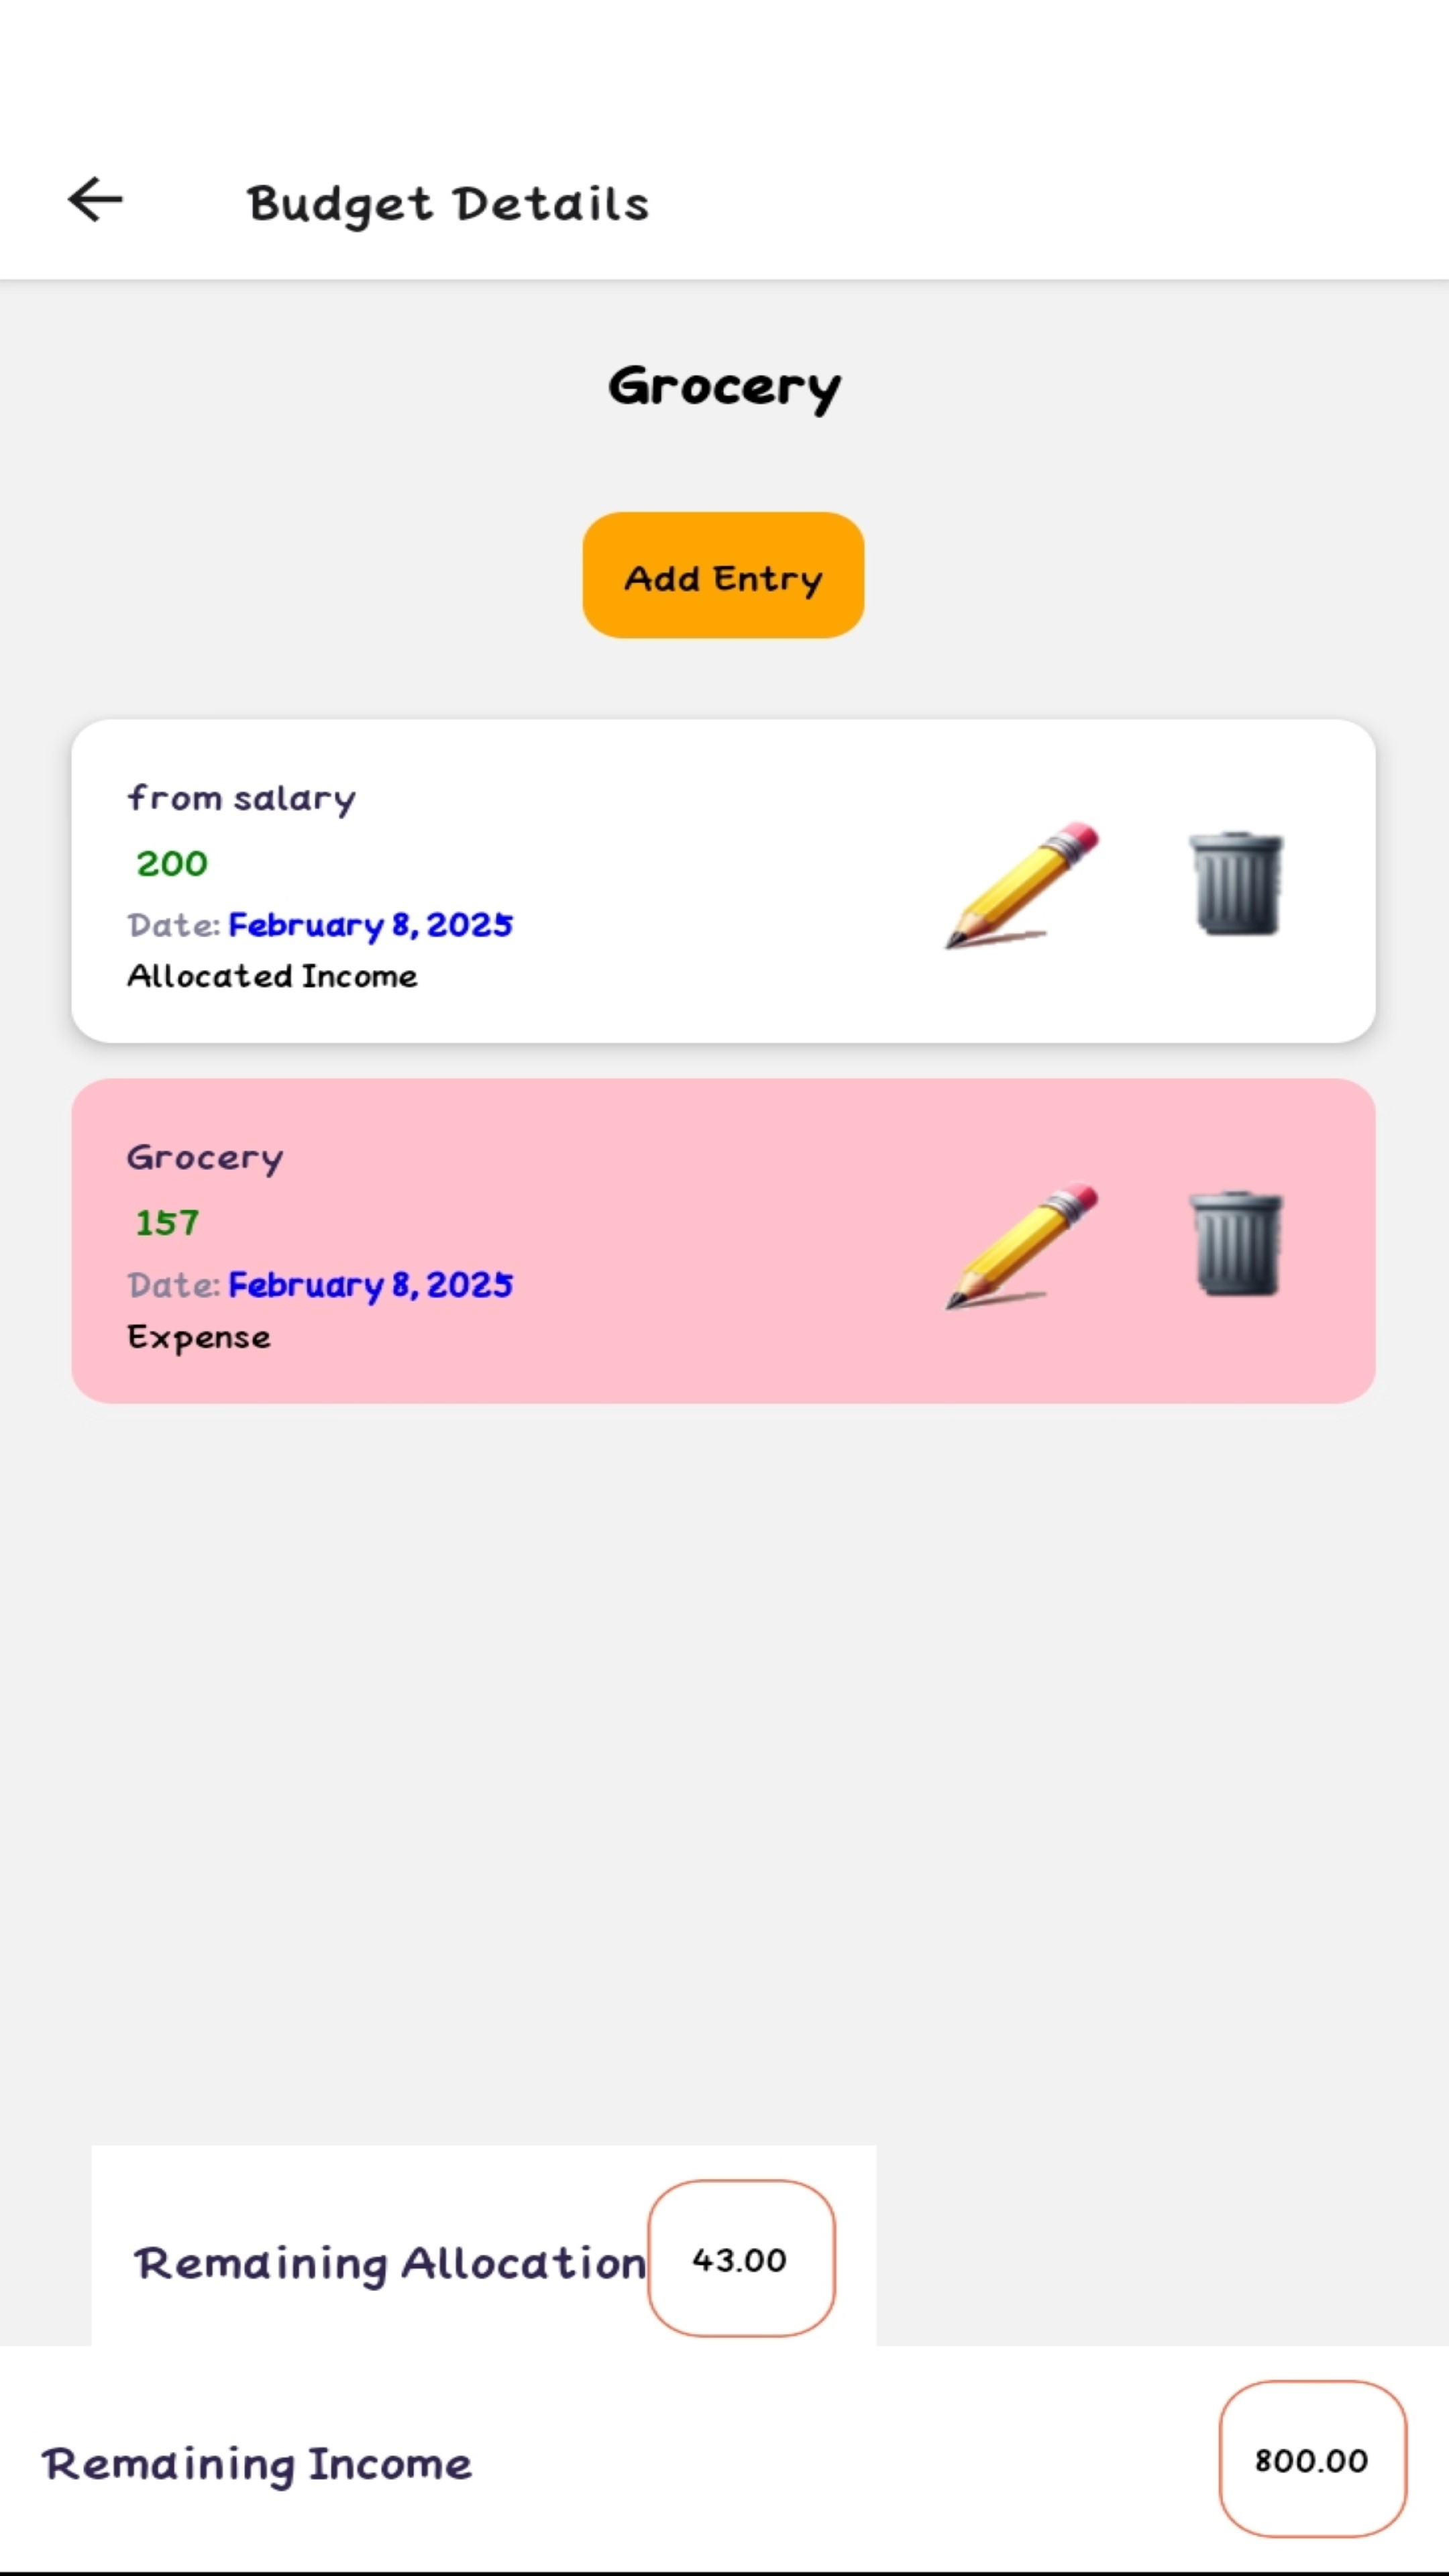 Budget Details
Grocery
Add Entry
from salary
200
Date: February 8, 2025
Allocated Income
Grocery
157
Date: February 8, 2025
Expense
Remaining Allocation 43.00
Remaining Income 800.00